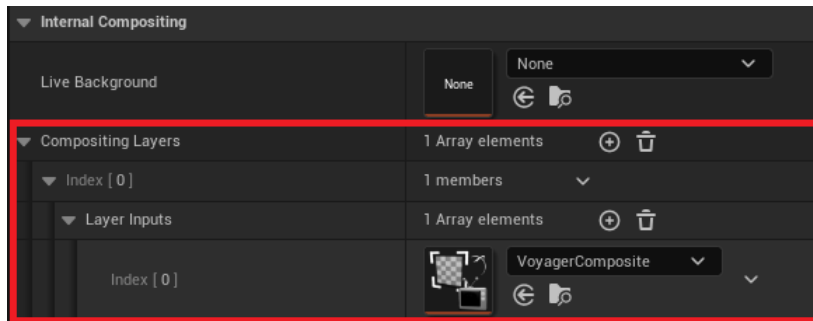 Internal Compositing
Live Background
None
None
Compositing Layers
1 Array elements
Index [ 0 ]
1 members
Layer Inputs
1 Array elements
Index [ 0 ]
VoyagerComposite